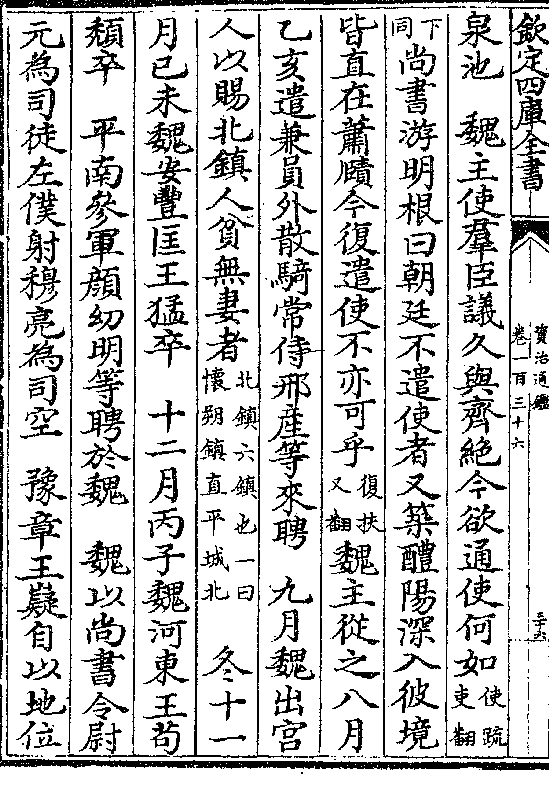 欽定四庫全書
資治通鑑
卷一百三十六
泉池　魏主使羣臣議久與齊絶今欲通使何如使疏吏翻
下同尚書游明根曰朝廷不遣使者又築醴陽深入彼境
皆直在蕭賾今復遣使不亦可乎復扶又翻魏主從之八月
乙亥遣兼員外散騎常侍邢産等來聘　九月魏出宫
人以賜北鎮人貧無妻者北鎮六鎮也一曰懷朔鎮直平城北　冬十一
月己未魏安豐匡王猛卒　十二月丙子魏河東王苟
頹卒　平南參軍顔幼明等聘於魏　魏以尚書令尉
元為司徒左僕射穆亮為司空　豫章王嶷自以地位